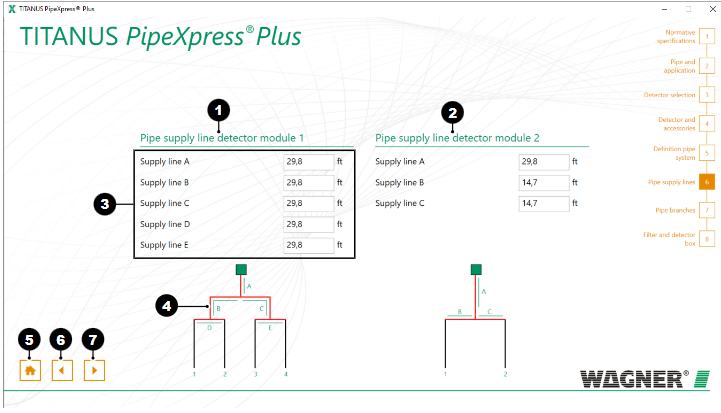 TITANUS PipeXpress® Plus
TITANUS PipeXpress® Plus
Normative
specifications
1
Pipe and
application
2
Detector selection
3
Detector and
accessories
4
Definition pipe
system
5
Pipe supply lines
6
Pipe branches
7
Filter and detector
box
8
1
Pipe supply line detector module 1
Supply line A 29,8 ft
Supply line B 29,8 ft
Supply line C 29,8 ft
Supply line D 29,8 ft
Supply line E 29,8 ft
3
2
Pipe supply line detector module 2
Supply line A 29,8 ft
Supply line B 14,7 ft
Supply line C 14,7 ft
4
A
B C
D E
1 2 3 4
A
B C
1 2
5 6 7
WAGNER®